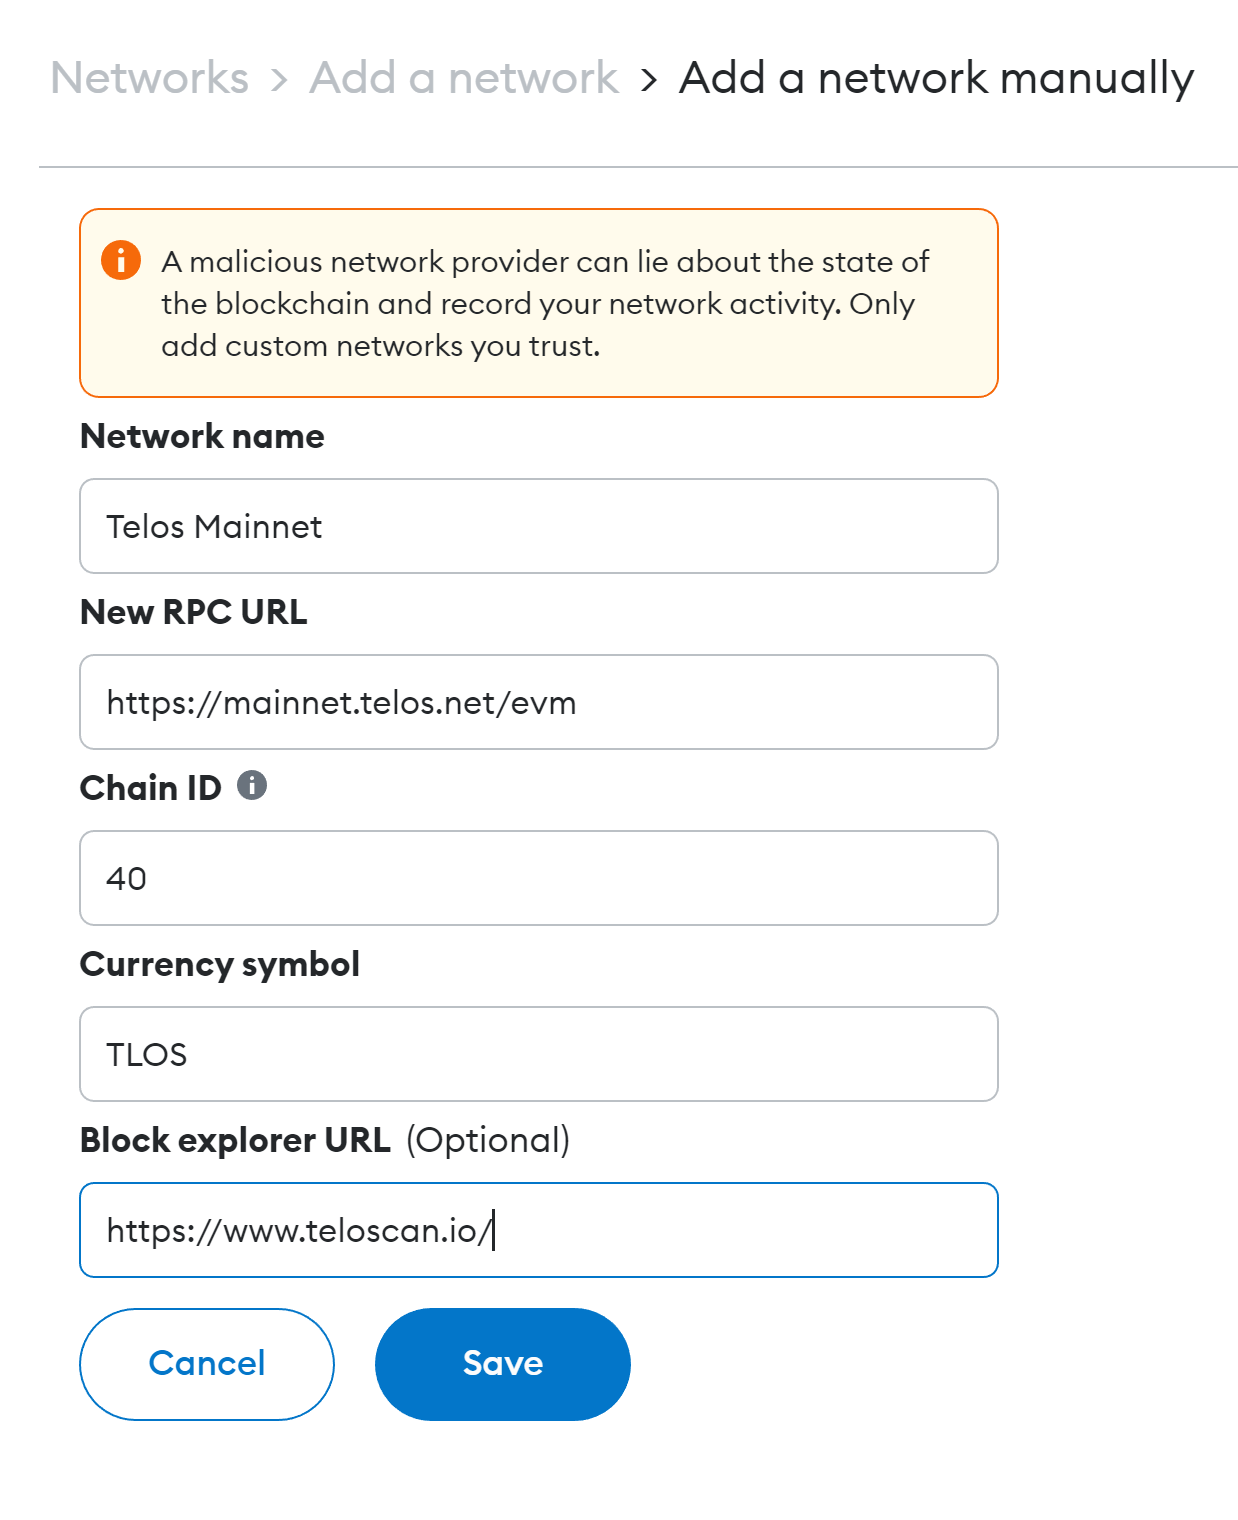 Networks > Add a network > Add a network manually
A malicious network provider can lie about the state of
the blockchain and record your network activity. Only
add custom networks you trust.
Network name
Telos Mainnet
New RPC URL
https://mainnet.telos.net/evm
Chain ID
40
Currency symbol
TLOS
Block explorer URL (Optional)
https://www.teloscan.io/
Cancel Save